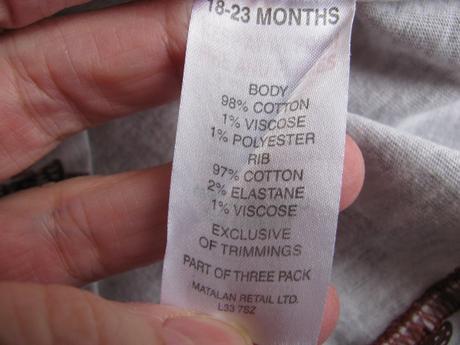 18-23 MONTHS
BODY
98% COTTON
1% VISCOSE
1% POLYESTER
RIB
97% COTTON
2% ELASTANE
1% VISCOSE
EXCLUSIVE
OF TRIMMINGS
PART OF THREE PACK
MATALAN RETAIL LTD.
L33 7SZ